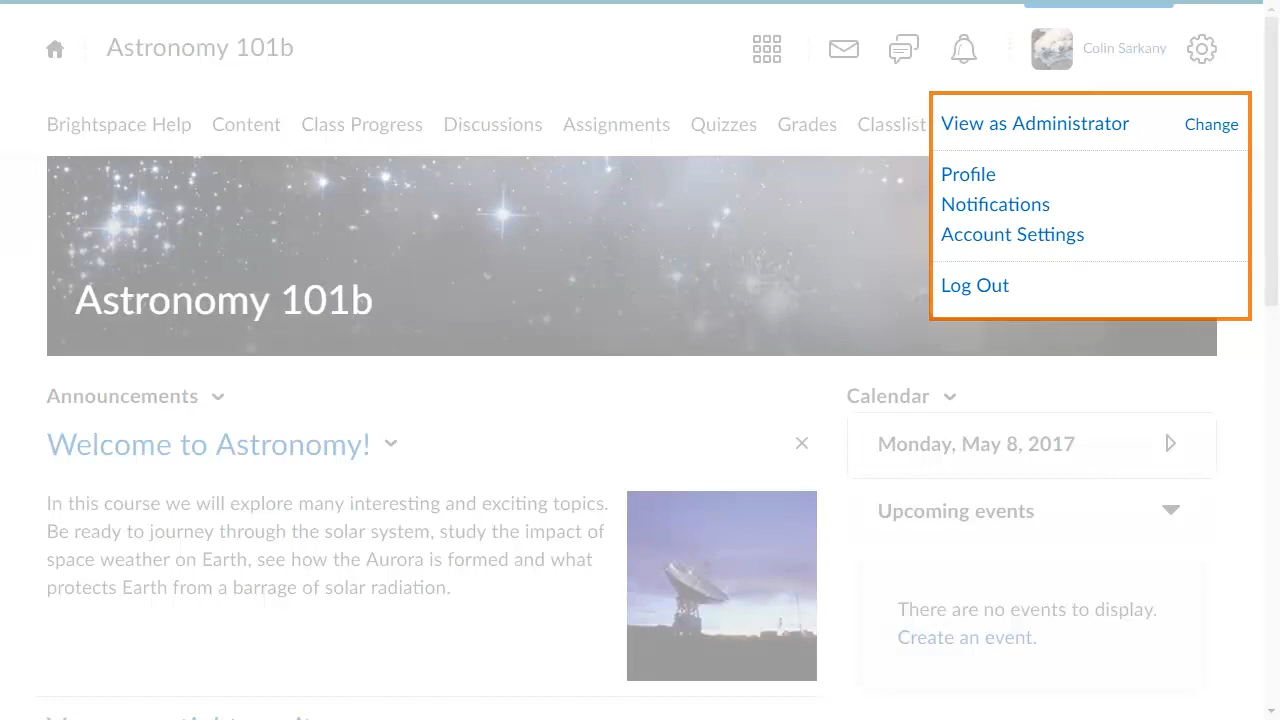 Astronomy 101b
Colin Sarkany
Brightspace Help Content Class Progress Discussions Assignments Quizzes Grades Classlist
View as Administrator Change
Profile
Notifications
Account Settings
Log Out
Astronomy 101b
Announcements
Welcome to Astronomy!
In this course we will explore many interesting and exciting topics.
Be ready to journey through the solar system, study the impact of
space weather on Earth, see how the Aurora is formed and what
protects Earth from a barrage of solar radiation.
Calendar
Monday, May 8, 2017
Upcoming events
There are no events to display.
Create an event.